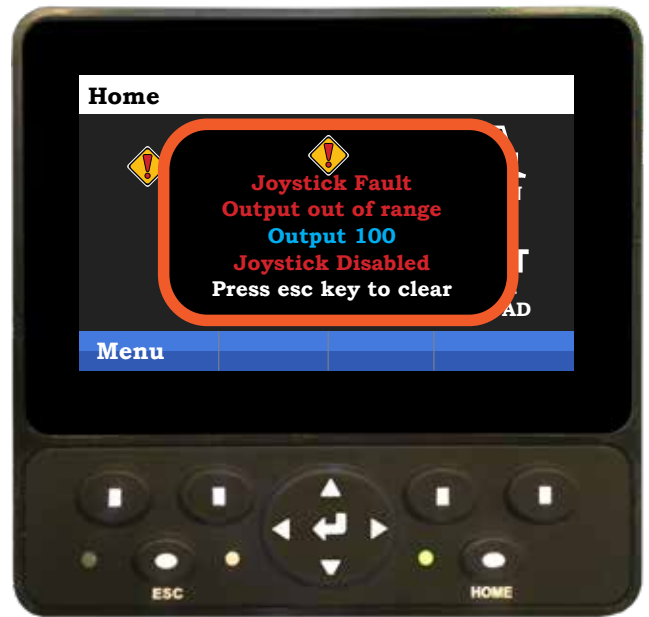 Home
Joystick Fault
Output out of range
Output 100
Joystick Disabled
Press esc key to clear
AD
Menu
ESC
HOME